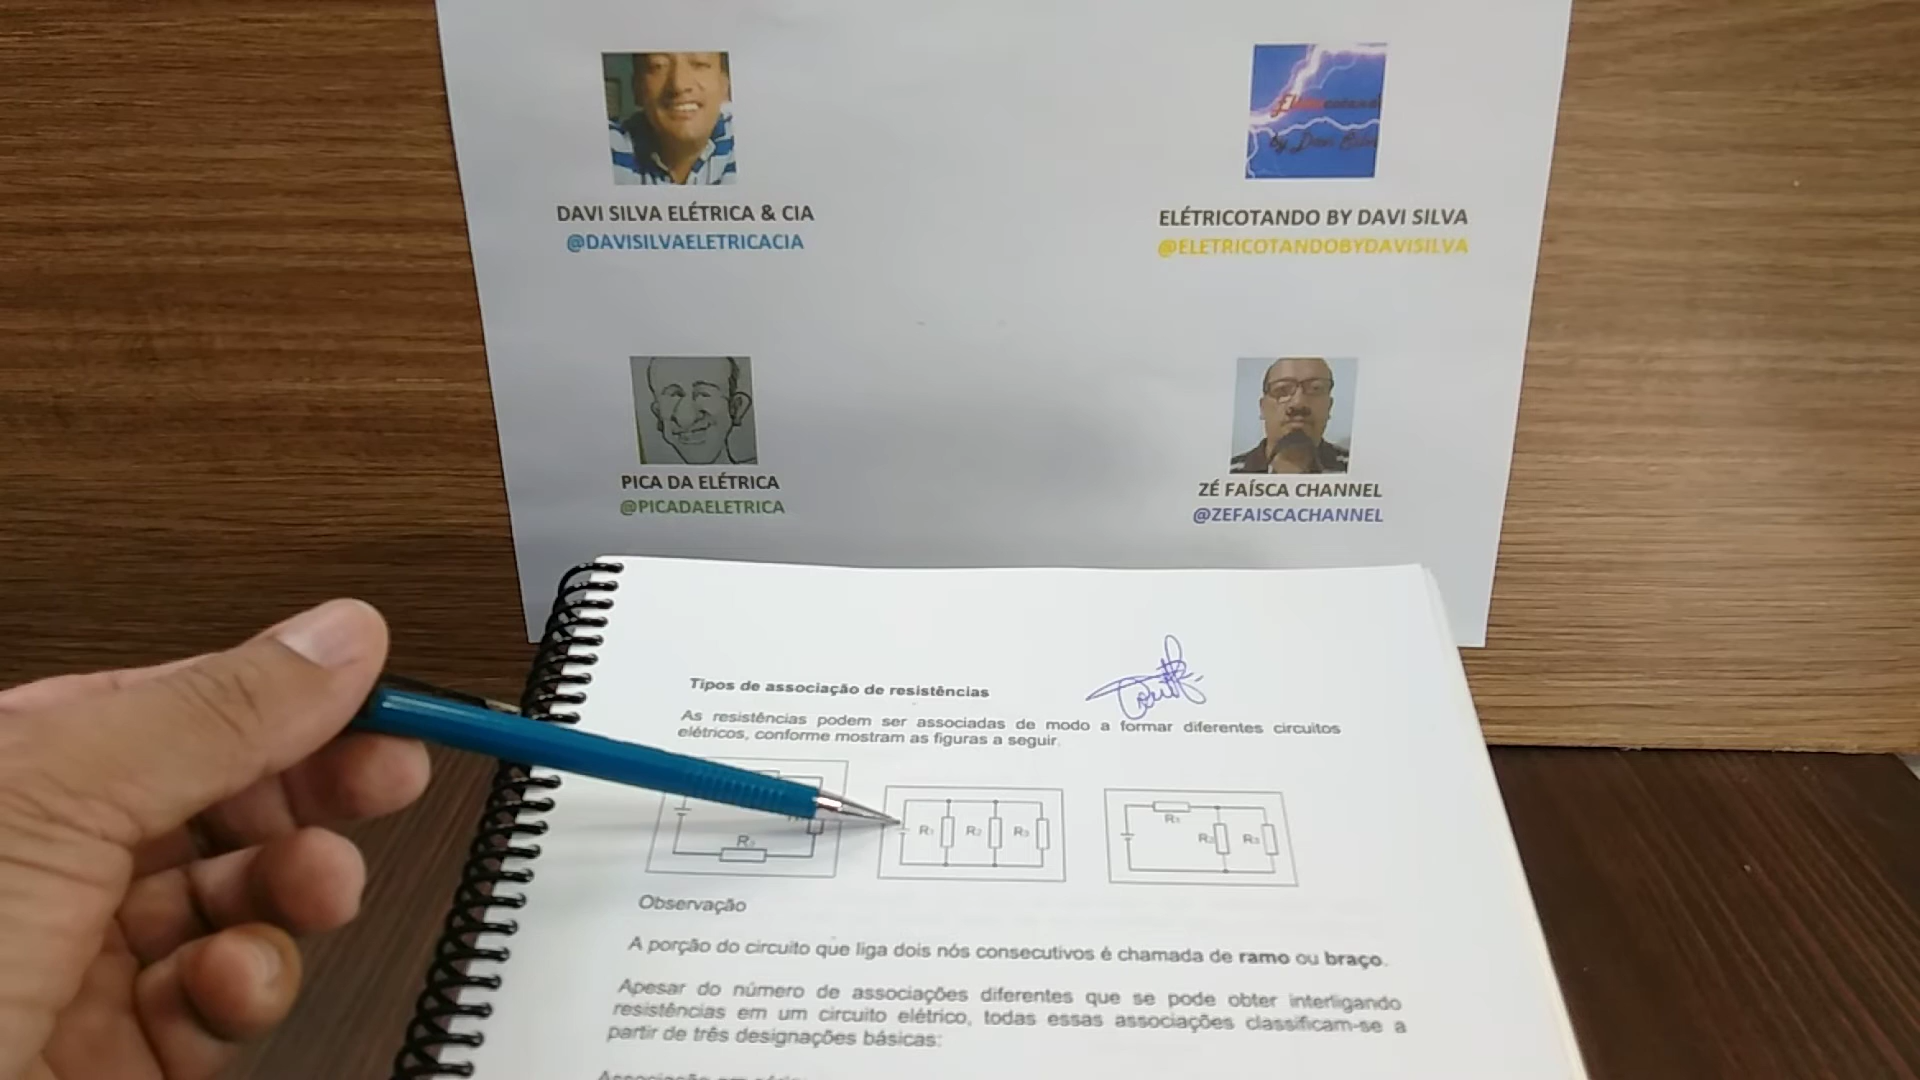 DAVI SILVA ELÉTRICA & CIA
@DAVISILVAELETRICACIA
ELÉTRICOTANDO BY DAVI SILVA
@ELETRICOTANDOBYDAVISILVA
PICA DA ELÉTRICA
@PICADAELETRICA
ZÉ FAÍSCA CHANNEL
@ZEFAISCACHANNEL
Tipos de associação de resistências
As resistências podem ser associadas de modo a formar diferentes circuitos
elétricos, conforme mostram as figuras a seguir.
R₁ R₂ R₃
R₁
R₂ R₃
Observação
A porção do circuito que liga dois nós consecutivos é chamada de ramo ou braço.
Apesar do número de associações diferentes que se pode obter interligando
resistências em um circuito elétrico, todas essas associações classificam-se a
partir de três designações básicas: